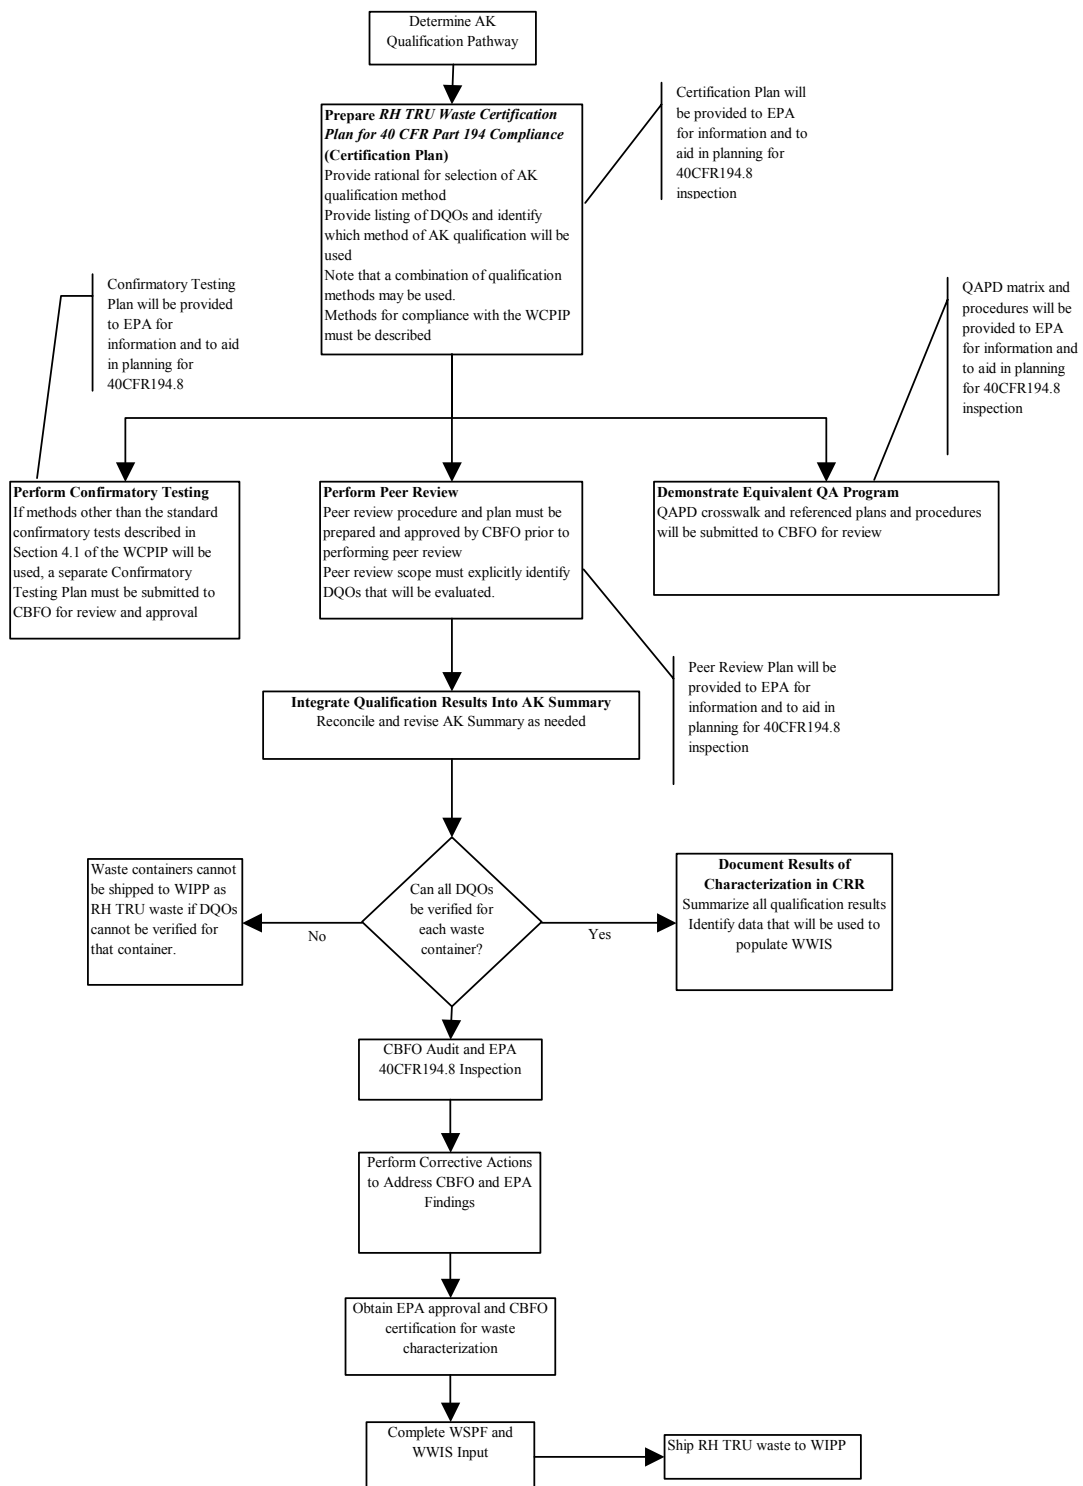 Determine AK
Qualification Pathway
Prepare RH TRU Waste Certification
Plan for 40 CFR Part 194 Compliance
(Certification Plan)
Provide rational for selection of AK
qualification method
Provide listing of DQOs and identify
which method of AK qualification will be
used
Note that a combination of qualification
methods may be used.
Methods for compliance with the WCPIP
must be described
Certification Plan will
be provided to EPA
for information and to
aid in planning for
40CFR194.8
inspection
Confirmatory Testing
Plan will be provided
to EPA for
information and to aid
in planning for
40CFR194.8
QAPD matrix and
procedures will be
provided to EPA
for information and
to aid in planning
for 40CFR194.8
inspection
Perform Confirmatory Testing
If methods other than the standard
confirmatory tests described in
Section 4.1 of the WCPIP will be
used, a separate Confirmatory
Testing Plan must be submitted to
CBFO for review and approval
Perform Peer Review
Peer review procedure and plan must be
prepared and approved by CBFO prior to
performing peer review
Peer review scope must explicitly identify
DQOs that will be evaluated.
Demonstrate Equivalent QA Program
QAPD crosswalk and referenced plans and procedures
will be submitted to CBFO for review
Peer Review Plan will be
provided to EPA for
information and to aid in
planning for 40CFR194.8
inspection
Integrate Qualification Results Into AK Summary
Reconcile and revise AK Summary as needed
Can all DQOs
be verified for
each waste
container?
No
Yes
Waste containers cannot
be shipped to WIPP as
RH TRU waste if DQOs
cannot be verified for
that container.
Document Results of
Characterization in CRR
Summarize all qualification results
Identify data that will be used to
populate WWIS
CBFO Audit and EPA
40CFR194.8 Inspection
Perform Corrective Actions
to Address CBFO and EPA
Findings
Obtain EPA approval and CBFO
certification for waste
characterization
Complete WSPF and
WWIS Input
Ship RH TRU waste to WIPP